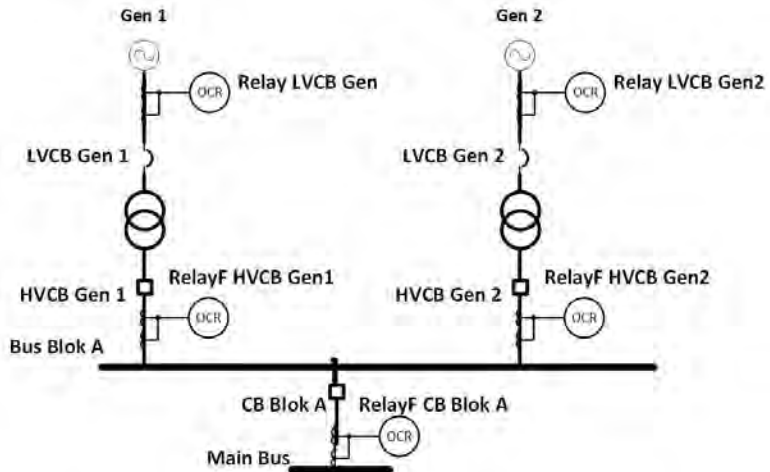 Gen 1
Gen 2
OCR
Relay LVCB Gen
OCR
Relay LVCB Gen2
LVCB Gen 1
LVCB Gen 2
RelayF HVCB Gen1
RelayF HVCB Gen2
HVCB Gen 1
HVCB Gen 2
OCR
OCR
Bus Blok A
CB Blok A
RelayF CB Blok A
OCR
Main Bus